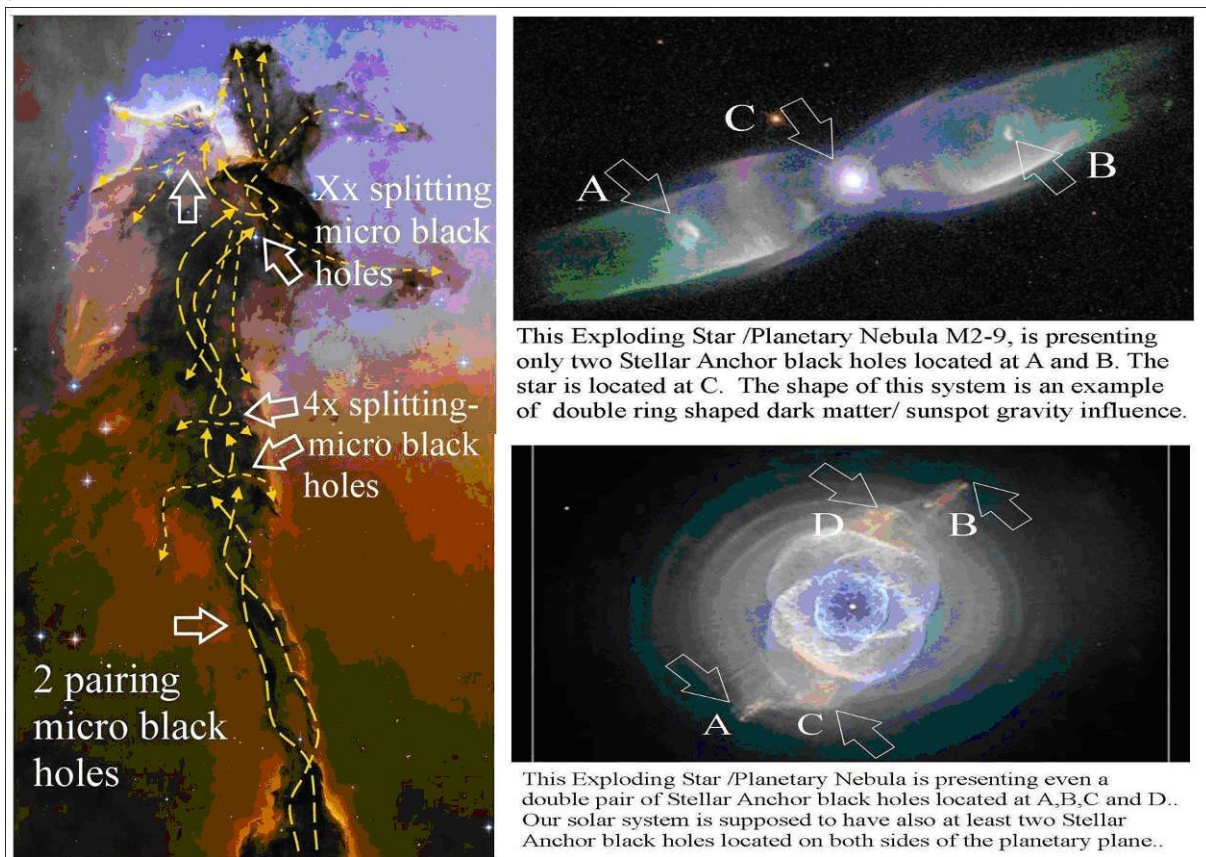 Xx splitting
micro black
holes
4x splitting-
micro black
holes
2 pairing
micro black
holes
C
A
B
This Exploding Star /Planetary Nebula M2-9, is presenting
only two Stellar Anchor black holes located at A and B. The
star is located at C. The shape of this system is an example
of double ring shaped dark matter/ sunspot gravity influence.
D
B
A
C
This Exploding Star /Planetary Nebula is presenting even a
double pair of Stellar Anchor black holes located at A,B,C and D..
Our solar system is supposed to have also at least two Stellar
Anchor black holes located on both sides of the planetary plane..